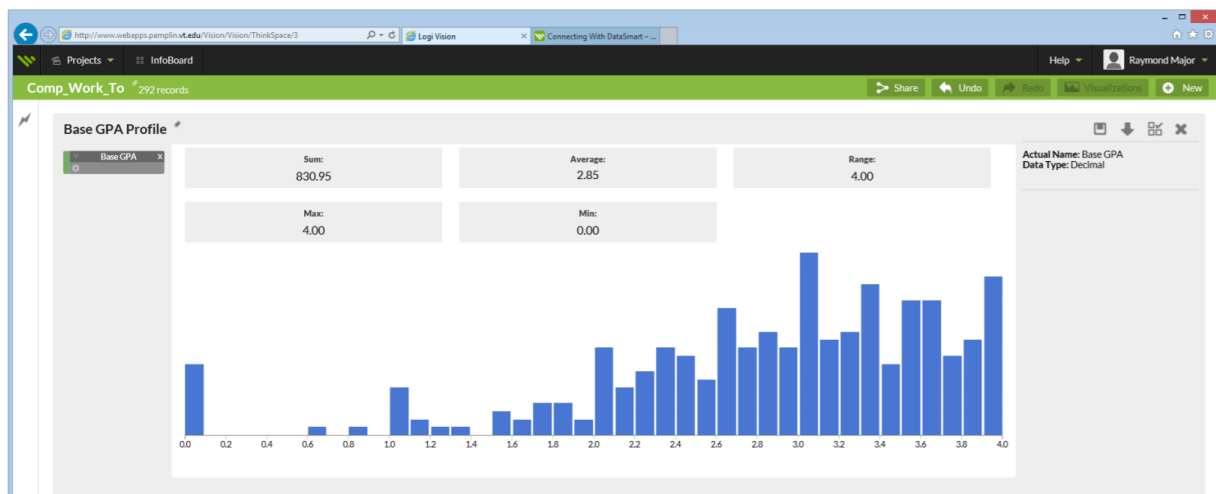 http://www.webapps.pamplin.vt.edu/Vision/Vision/ThinkSpace/3
Logi Vision
Connecting With DataSmart – ...
Projects
InfoBoard
Help
Raymond Major
Comp_Work_To 292 records
Share
Undo
Redo
Visualizations
New
Base GPA Profile
Base GPA X
Sum:
830.95
Average:
2.85
Range:
4.00
Actual Name: Base GPA
Data Type: Decimal
Max:
4.00
Min:
0.00
0.0 0.2 0.4 0.6 0.8 1.0 1.2 1.4 1.6 1.8 2.0 2.2 2.4 2.6 2.8 3.0 3.2 3.4 3.6 3.8 4.0